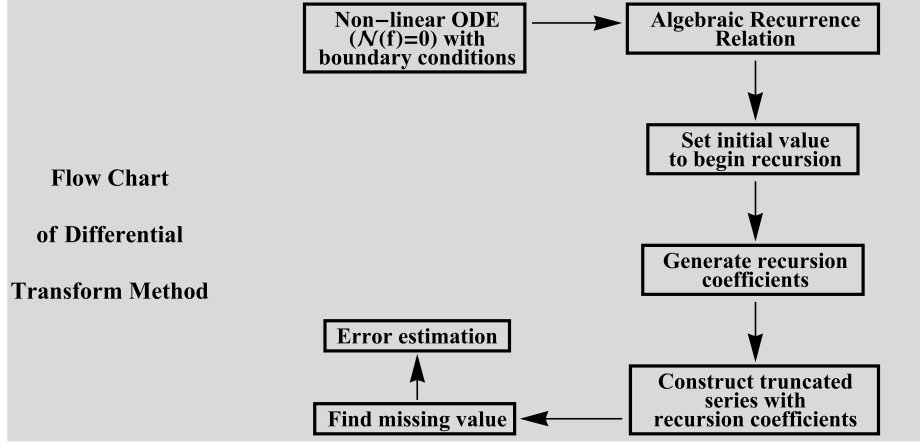 Flow Chart
of Differential
Transform Method
Non−linear ODE
(𝒩(f)=0) with
boundary conditions
Algebraic Recurrence
Relation
Set initial value
to begin recursion
Generate recursion
coefficients
Construct truncated
series with
recursion coefficients
Find missing value
Error estimation